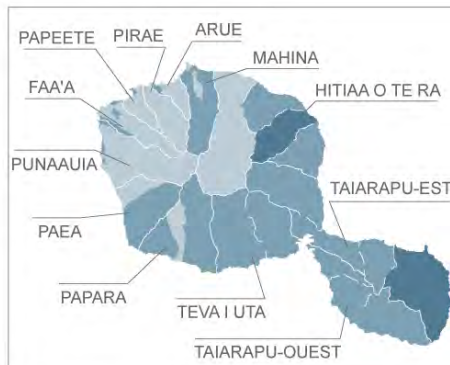 PAPEETE
PIRAE
ARUE
MAHINA
FAA'A
HITIAA O TE RA
PUNAAUIA
TAIARAPU-EST
PAEA
PAPARA
TEVA I UTA
TAIARAPU-OUEST